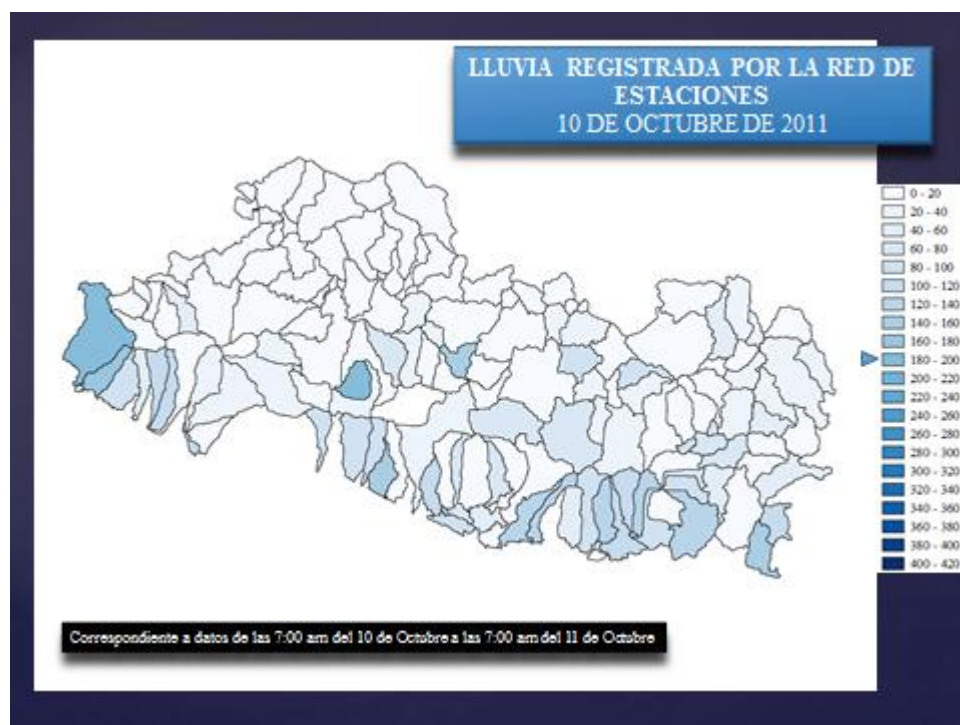 LLUVIA REGISTRADA POR LA RED DE
ESTACIONES
10 DE OCTUBRE DE 2011
0 - 20
20 - 40
40 - 60
60 - 80
80 - 100
100 - 120
120 - 140
140 - 160
160 - 180
180 - 200
200 - 220
220 - 240
240 - 260
260 - 280
280 - 300
300 - 320
320 - 340
340 - 360
360 - 380
380 - 400
400 - 420
Correspondiente a datos de las 7:00 am del 10 de Octubre a las 7:00 am del 11 de Octubre